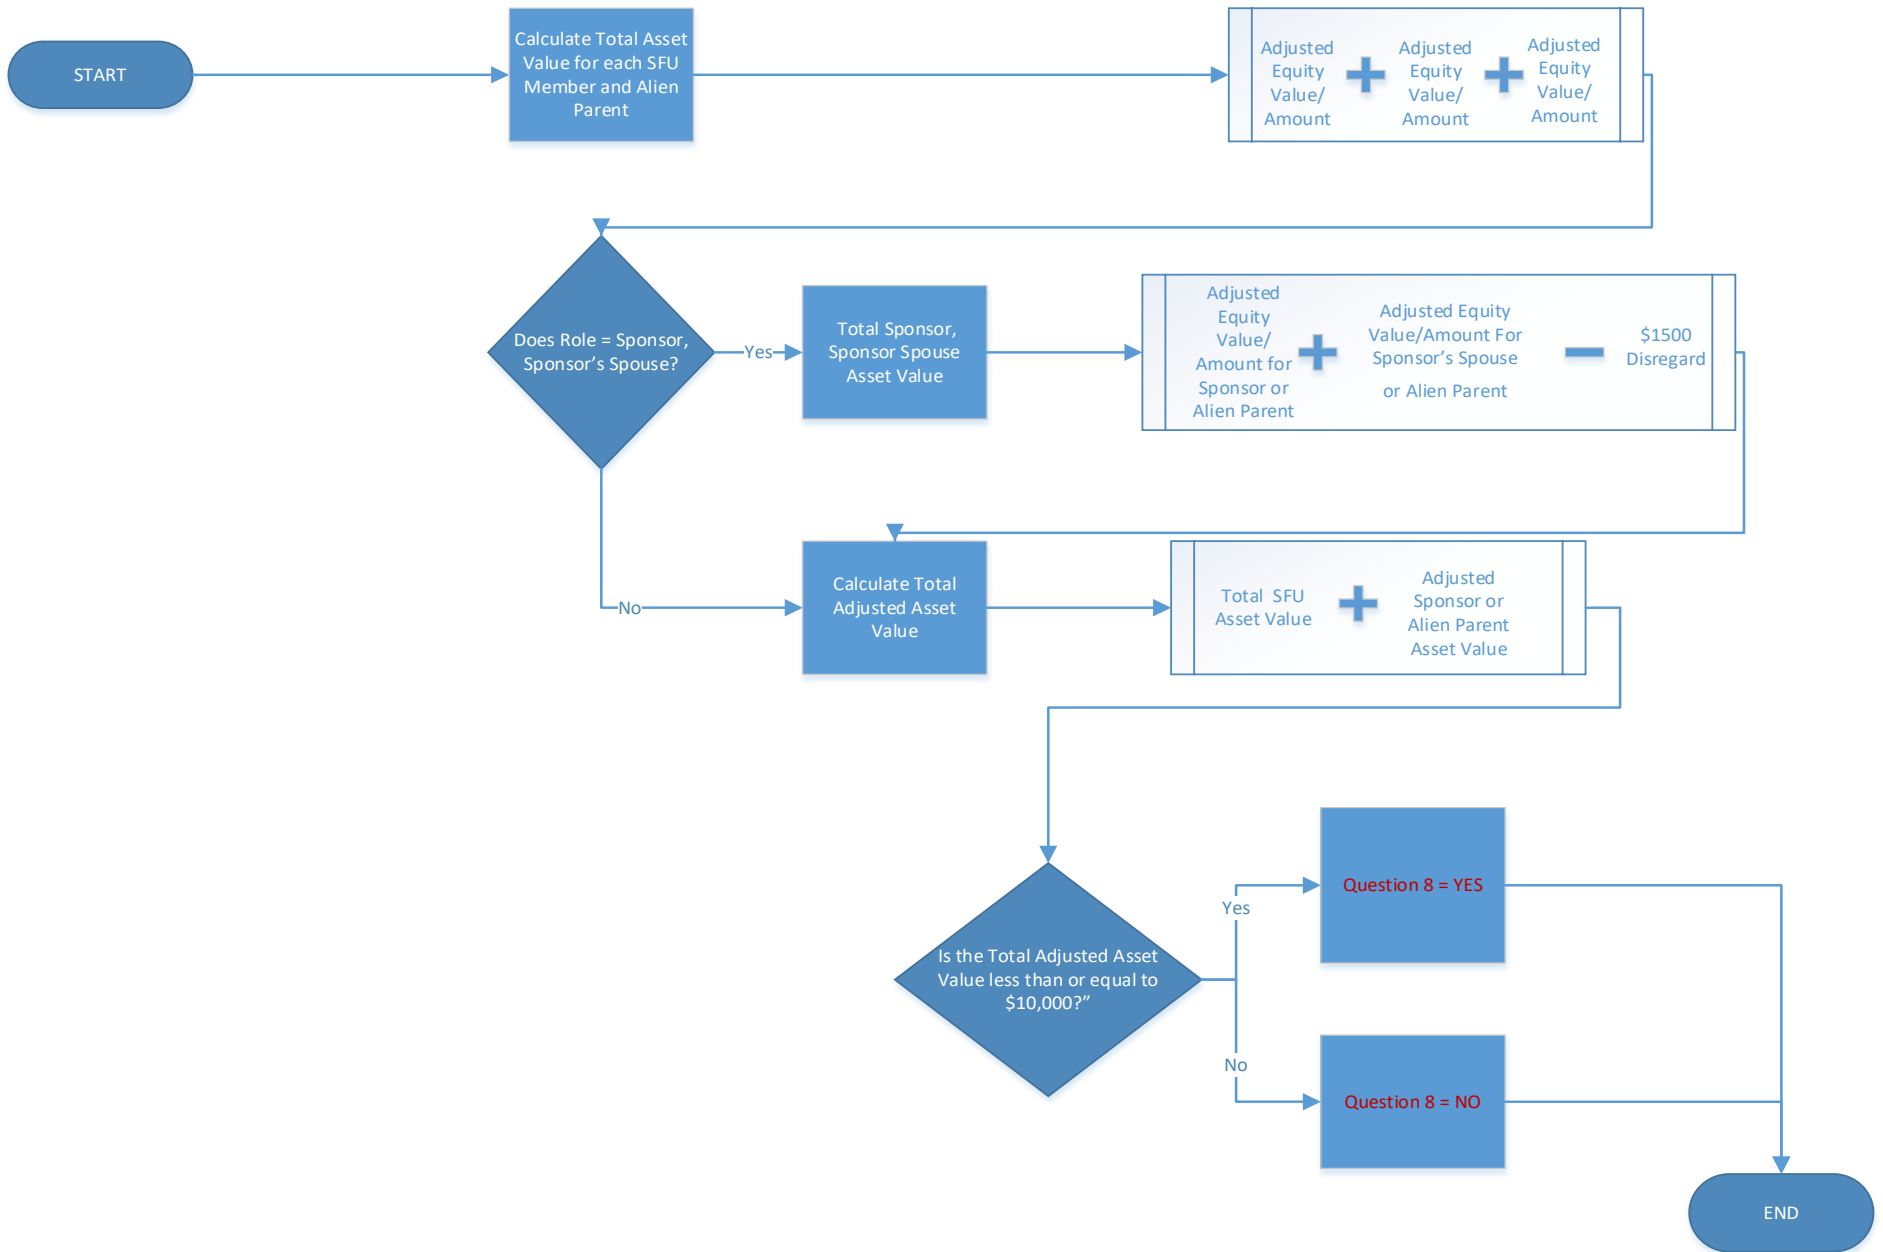 START
Calculate Total Asset
Value for each SFU
Member and Alien
Parent
Adjusted
Equity
Value/
Amount
Adjusted
Equity
Value/
Amount
Adjusted
Equity
Value/
Amount
Does Role = Sponsor,
Sponsor’s Spouse?
Yes
Total Sponsor,
Sponsor Spouse
Asset Value
Adjusted
Equity
Value/
Amount for
Sponsor or
Alien Parent
Adjusted Equity
Value/Amount For
Sponsor’s Spouse
or Alien Parent
$1500
Disregard
No
Calculate Total
Adjusted Asset
Value
Total SFU
Asset Value
Adjusted
Sponsor or
Alien Parent
Asset Value
Is the Total Adjusted Asset
Value less than or equal to
$10,000?”
Yes
Question 8 = YES
No
Question 8 = NO
END